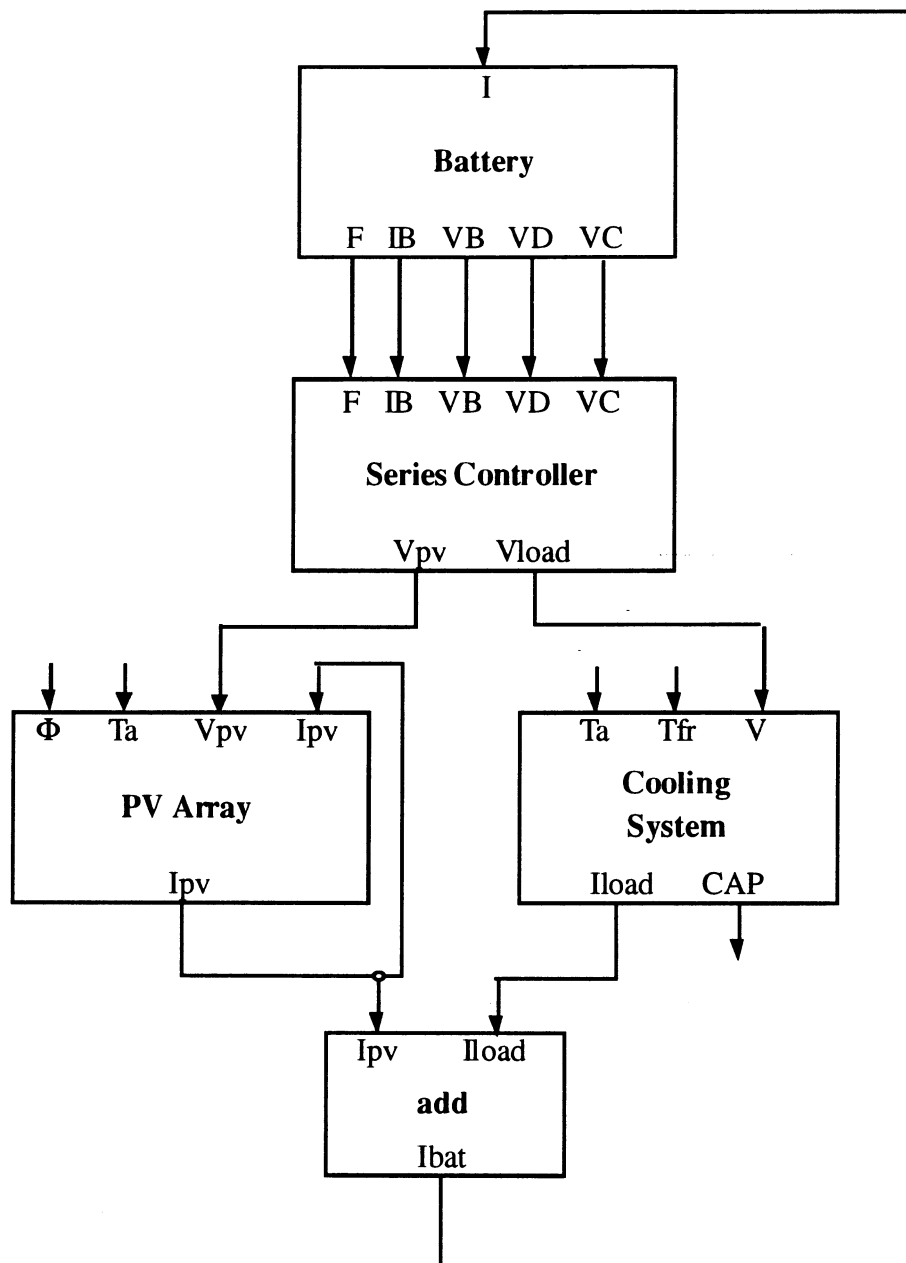 I
Battery
F IB VB VD VC
F IB VB VD VC
Series Controller
Vpv Vload
Φ Ta Vpv Ipv
PV Array
Ipv
Ta Tfr V
Cooling
System
Iload CAP
Ipv Iload
add
Ibat